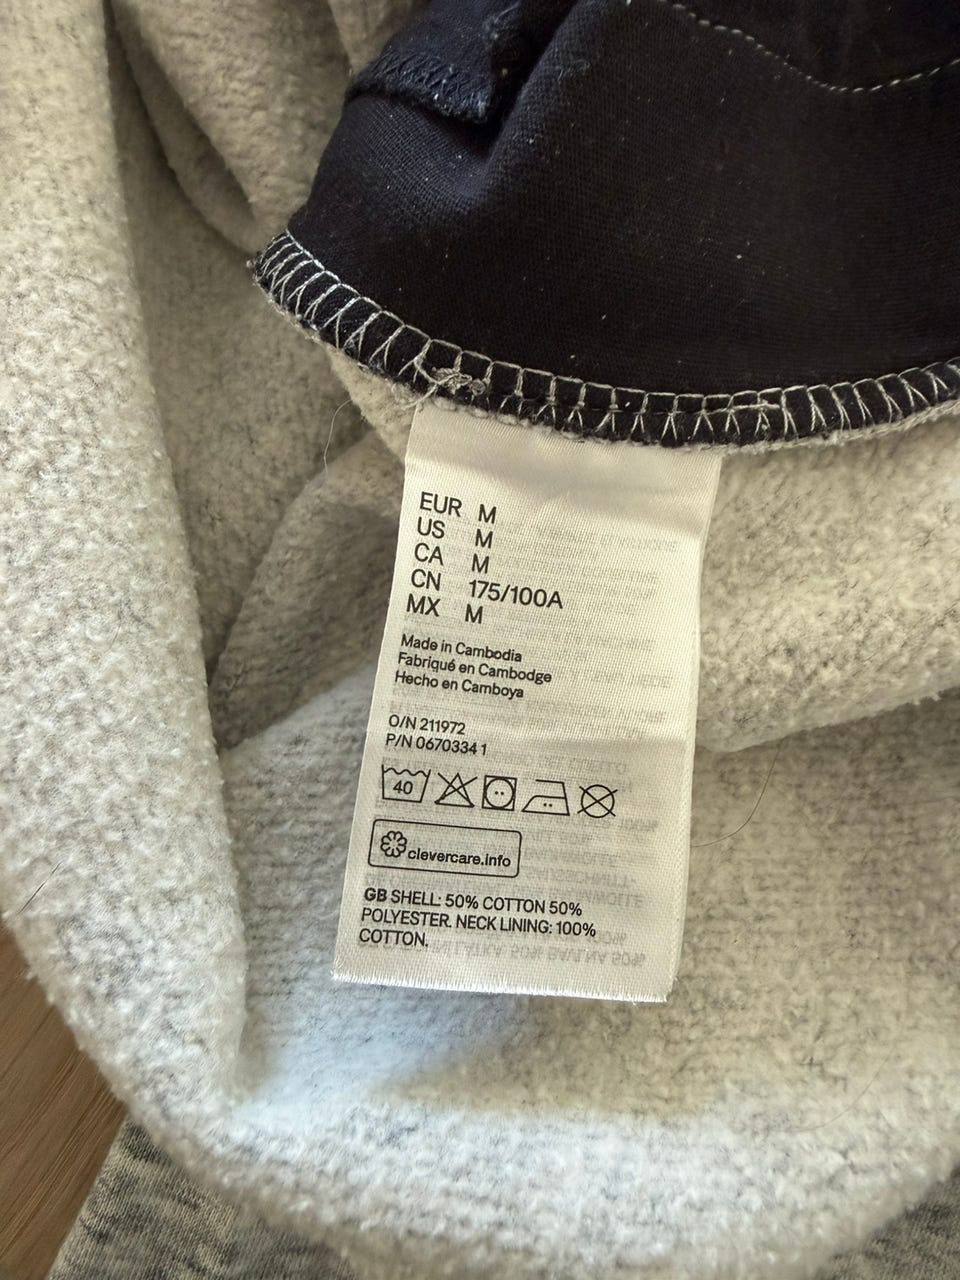 EUR M
US M
CA M
CN 175/100A
MX M
Made in Cambodia
Fabriqué en Cambodge
Hecho en Camboya
O/N 211972
P/N 0670334 1
40
clevercare.info
GB SHELL: 50% COTTON 50%
POLYESTER. NECK LINING: 100%
COTTON.